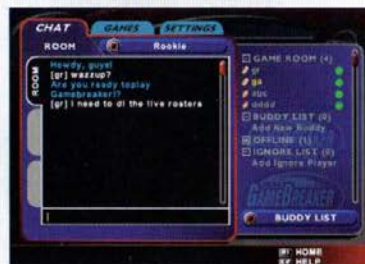 CHAT GAMES SETTINGS
ROOM Rookie
ROOM
Howdy, guys!
[gr] wazzup?
Are you ready toplay
Gamebreaker!?
[gr] i need to dl the live rosters
GAME ROOM (4)
gr
ga
abs
dddd
BUDDY LIST (0)
Add New Buddy
OFFLINE (1)
IGNORE LIST (0)
Add Ignore Player
GAMEBREAKER
BUDDY LIST
HOME
HELP